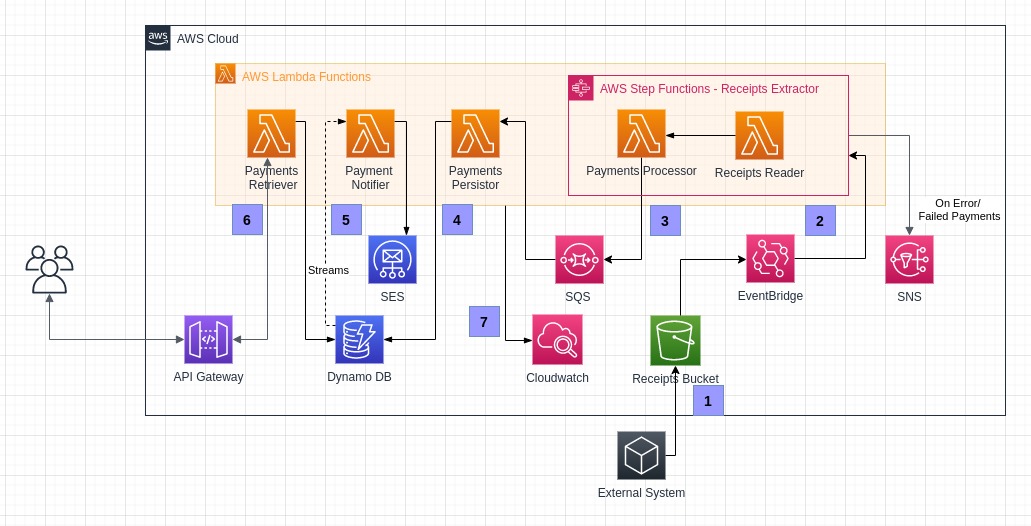 aws
AWS Cloud
AWS Lambda Functions
AWS Step Functions - Receipts Extractor
Payments
Retriever
Payment
Notifier
Payments
Persistor
Payments Processor
Receipts Reader
6
5
4
3
2
On Error/
Failed Payments
Streams
SES
SQS
EventBridge
SNS
7
API Gateway
Dynamo DB
Cloudwatch
Receipts Bucket
1
External System